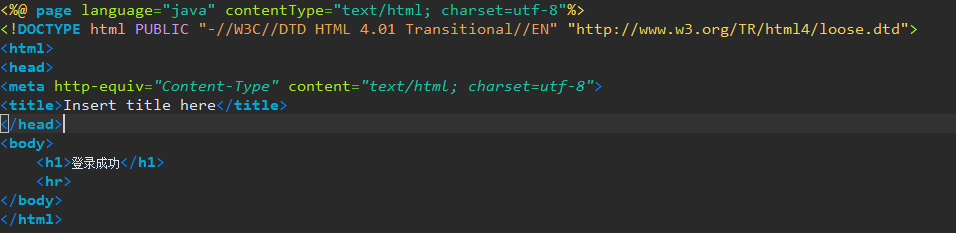 <%@ page language="java" contentType="text/html; charset=utf-8"%>
<!DOCTYPE html PUBLIC "-//W3C//DTD HTML 4.01 Transitional//EN" "http://www.w3.org/TR/html4/loose.dtd">
<html>
<head>
<meta http-equiv="Content-Type" content="text/html; charset=utf-8">
<title>Insert title here</title>
</head>
<body>
    <h1>登录成功</h1>
    <hr>
</body>
</html>